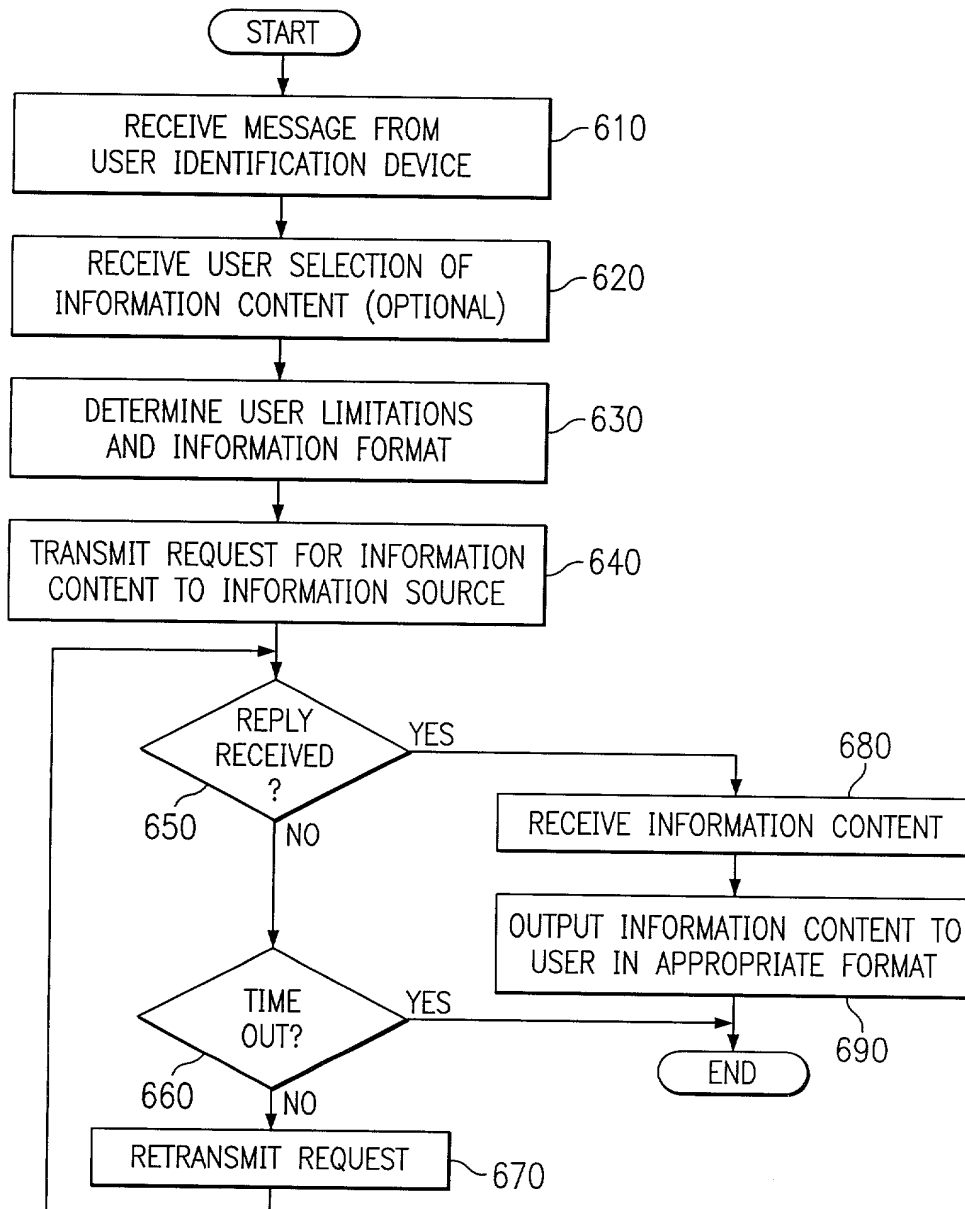 START
RECEIVE MESSAGE FROM
USER IDENTIFICATION DEVICE
610
RECEIVE USER SELECTION OF
INFORMATION CONTENT (OPTIONAL)
620
DETERMINE USER LIMITATIONS
AND INFORMATION FORMAT
630
TRANSMIT REQUEST FOR INFORMATION
CONTENT TO INFORMATION SOURCE
640
REPLY
RECEIVED
?
650
YES
NO
680
RECEIVE INFORMATION CONTENT
OUTPUT INFORMATION CONTENT TO
USER IN APPROPRIATE FORMAT
690
TIME
OUT?
660
YES
NO
END
RETRANSMIT REQUEST
670